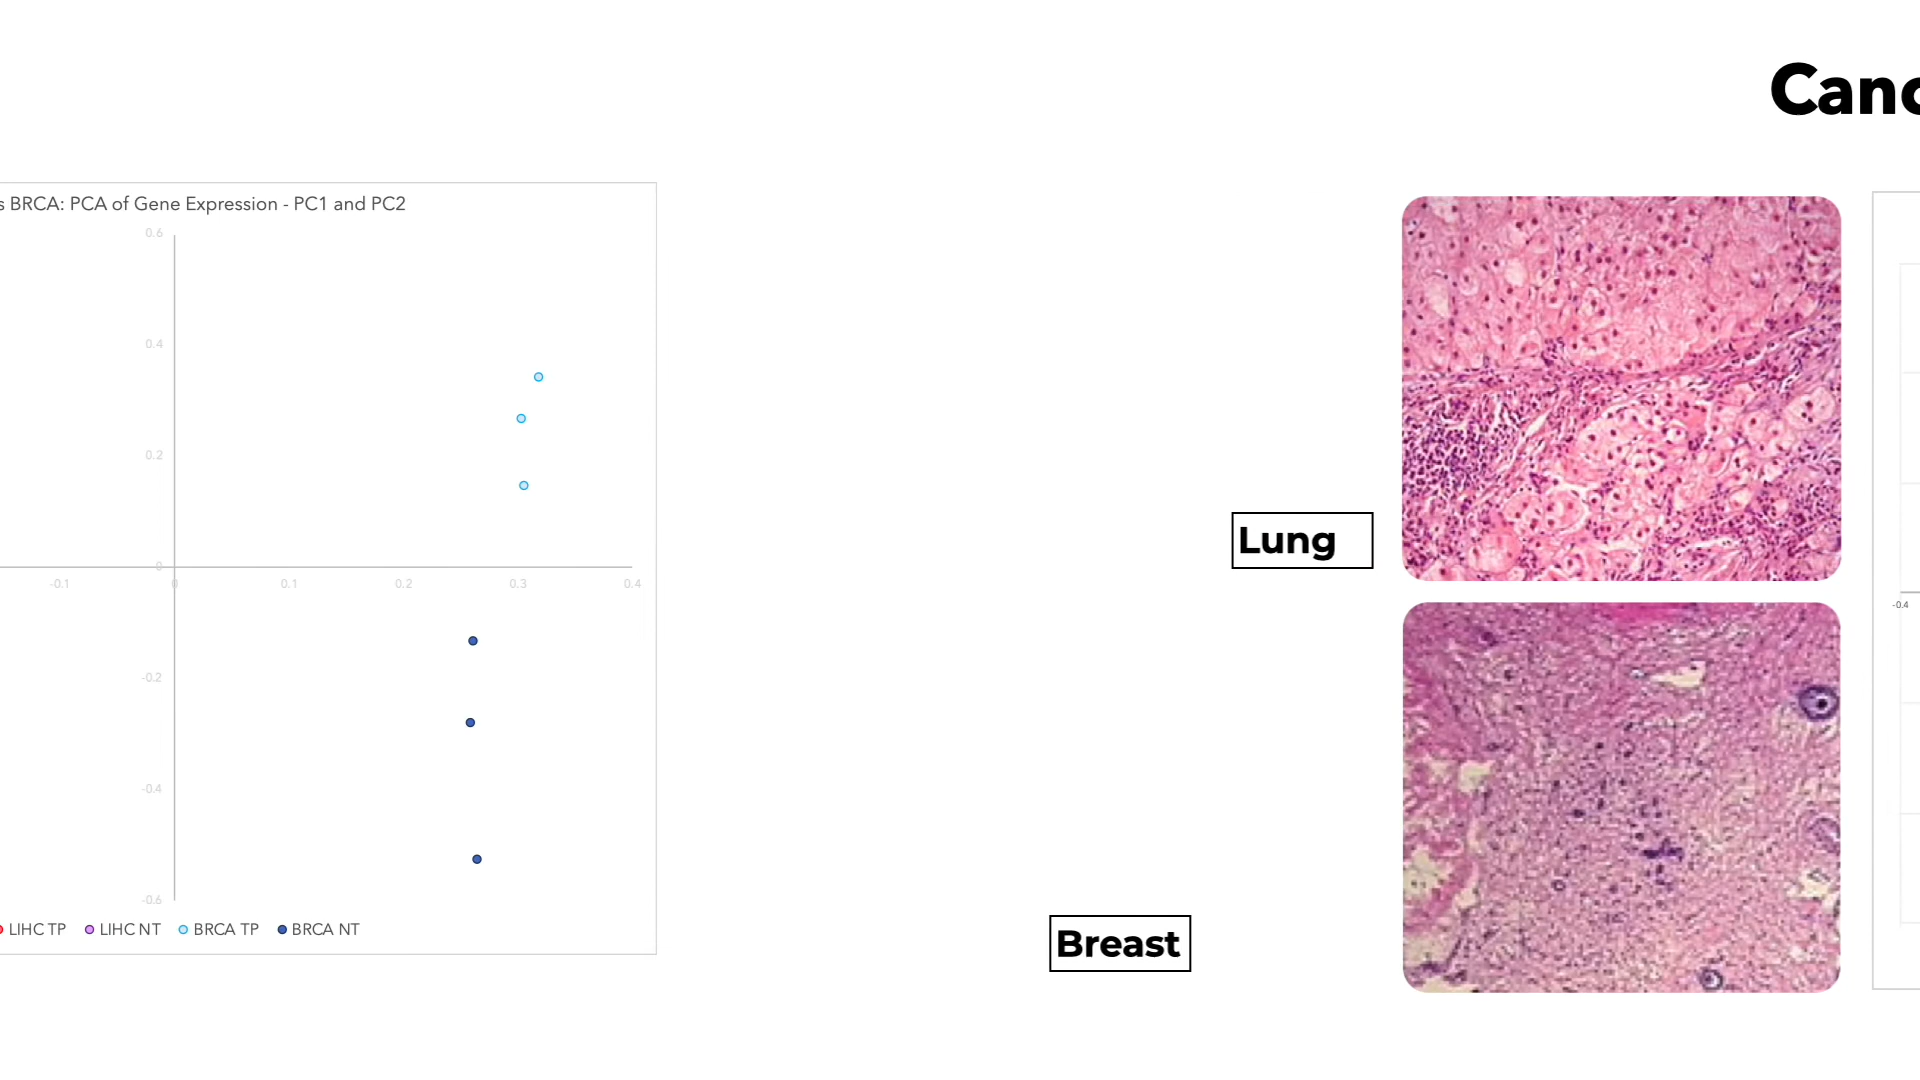 Canc
s BRCA: PCA of Gene Expression - PC1 and PC2
0.6
0.4
0.2
0
-0.1
0
0.1
0.2
0.3
0.4
-0.2
-0.4
-0.6
LIHC TP
LIHC NT
BRCA TP
BRCA NT
Lung
Breast
-0.4